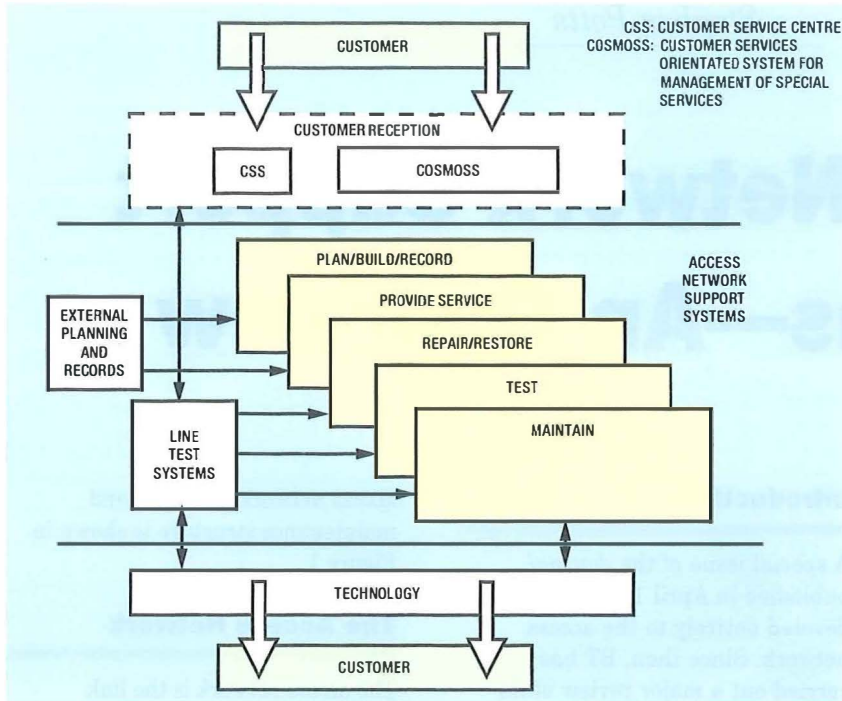 CUSTOMER
CSS: CUSTOMER SERVICE CENTRE
COSMOSS: CUSTOMER SERVICES
ORIENTATED SYSTEM FOR
MANAGEMENT OF SPECIAL
SERVICES
CUSTOMER RECEPTION
CSS
COSMOSS
PLAN/BUILD/RECORD
ACCESS
NETWORK
SUPPORT
SYSTEMS
PROVIDE SERVICE
EXTERNAL
PLANNING
AND
RECORDS
REPAIR/RESTORE
TEST
LINE
TEST
SYSTEMS
MAINTAIN
TECHNOLOGY
CUSTOMER